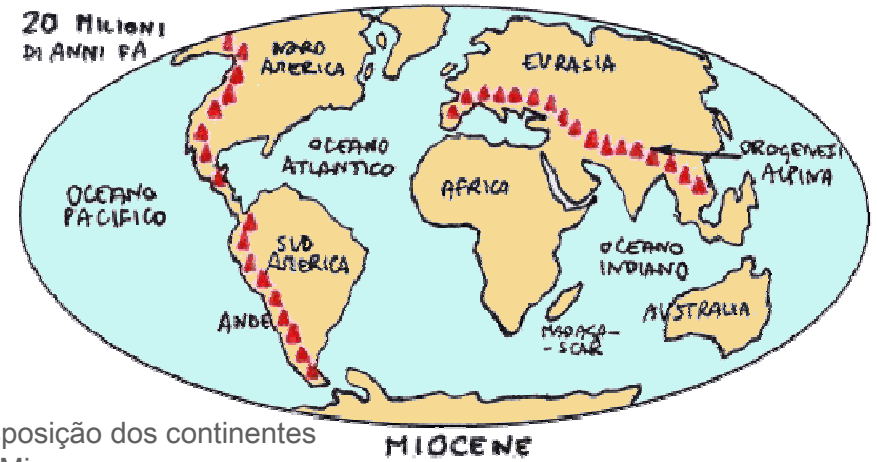 20 MILIONI
DI ANNI FA
NORD
AMERICA
EURASIA
OCEANO
ATLANTICO
OROGENESI
ALPINA
OCEANO
PACIFICO
AFRICA
SUD
AMERICA
OCEANO
INDIANO
ANDE
MADAGA-
-SCAR
AUSTRALIA
posição dos continentes
MIOCENE